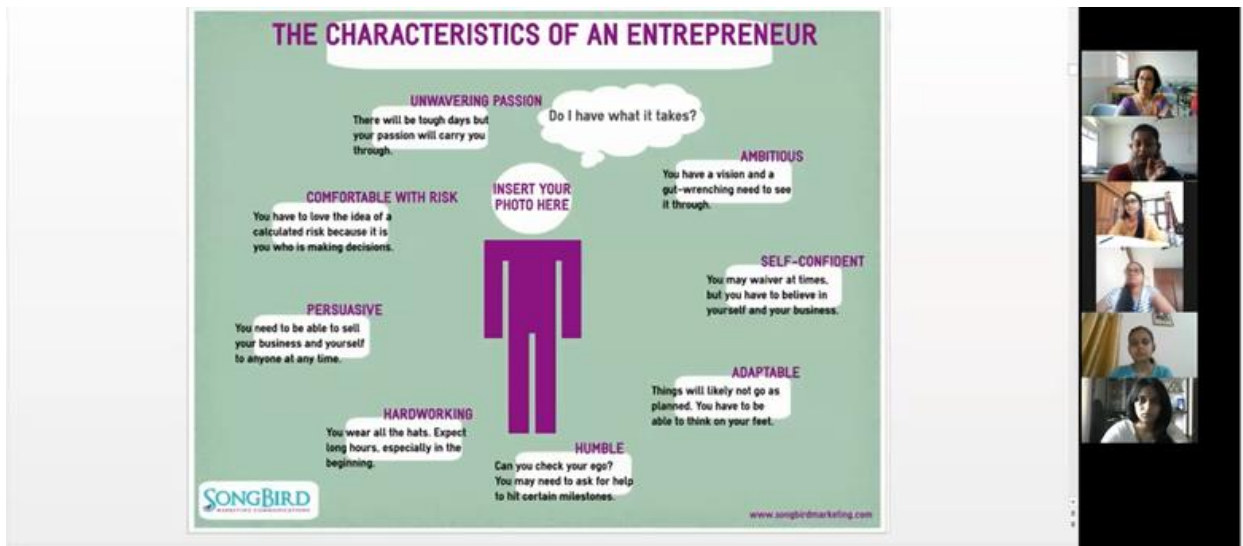 THE CHARACTERISTICS OF AN ENTREPRENEUR
UNWAVERING PASSION
There will be tough days but
your passion will carry you
through.
Do I have what it takes?
AMBITIOUS
You have a vision and a
gut-wrenching need to see
it through.
COMFORTABLE WITH RISK
You have to love the idea of a
calculated risk because it is
you who is making decisions.
INSERT YOUR
PHOTO HERE
SELF-CONFIDENT
You may waiver at times,
but you have to believe in
yourself and your business.
PERSUASIVE
You need to be able to sell
your business and yourself
to anyone at any time.
ADAPTABLE
Things will likely not go as
planned. You have to be
able to think on your feet.
HARDWORKING
You wear all the hats. Expect
long hours, especially in the
beginning.
HUMBLE
Can you check your ego?
You may need to ask for help
to hit certain milestones.
SONGBIRD
MARKETING COMMUNICATIONS
www.songbirdmarketing.com